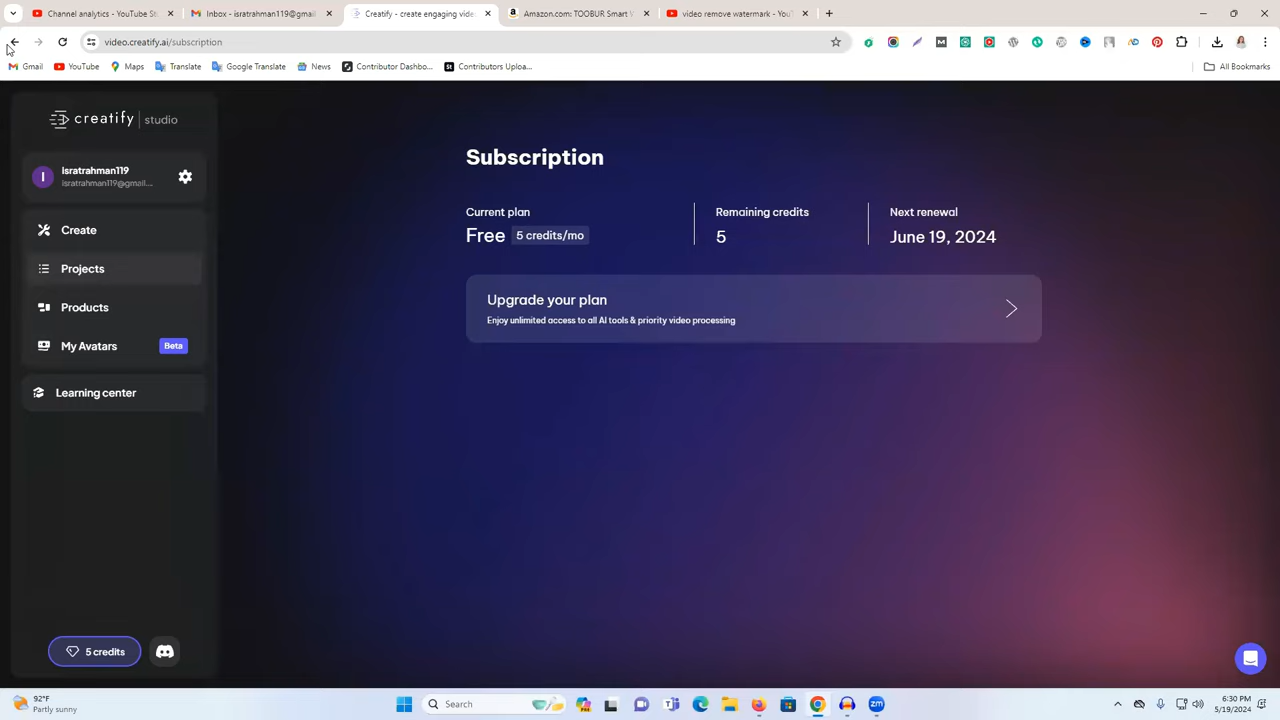 Channel analytics - YouTube St
Inbox - isratrahman119@gmail
Creatify - create engaging vide
Amazon.com: TOOBUR Smart W
video remove watermark - YouT
video.creatify.ai/subscription
Gmail
YouTube
Maps
Translate
Google Translate
News
Contributor Dashbo...
Contributors Uploa...
All Bookmarks
creatify | studio
I
isratrahman119
isratrahman119@gmail...
Create
Projects
Products
My Avatars
Beta
Learning center
5 credits
Subscription
Current plan
Free 5 credits/mo
Remaining credits
5
Next renewal
June 19, 2024
Upgrade your plan
Enjoy unlimited access to all AI tools & priority video processing
92°F
Partly sunny
Search
6:30 PM
5/19/2024